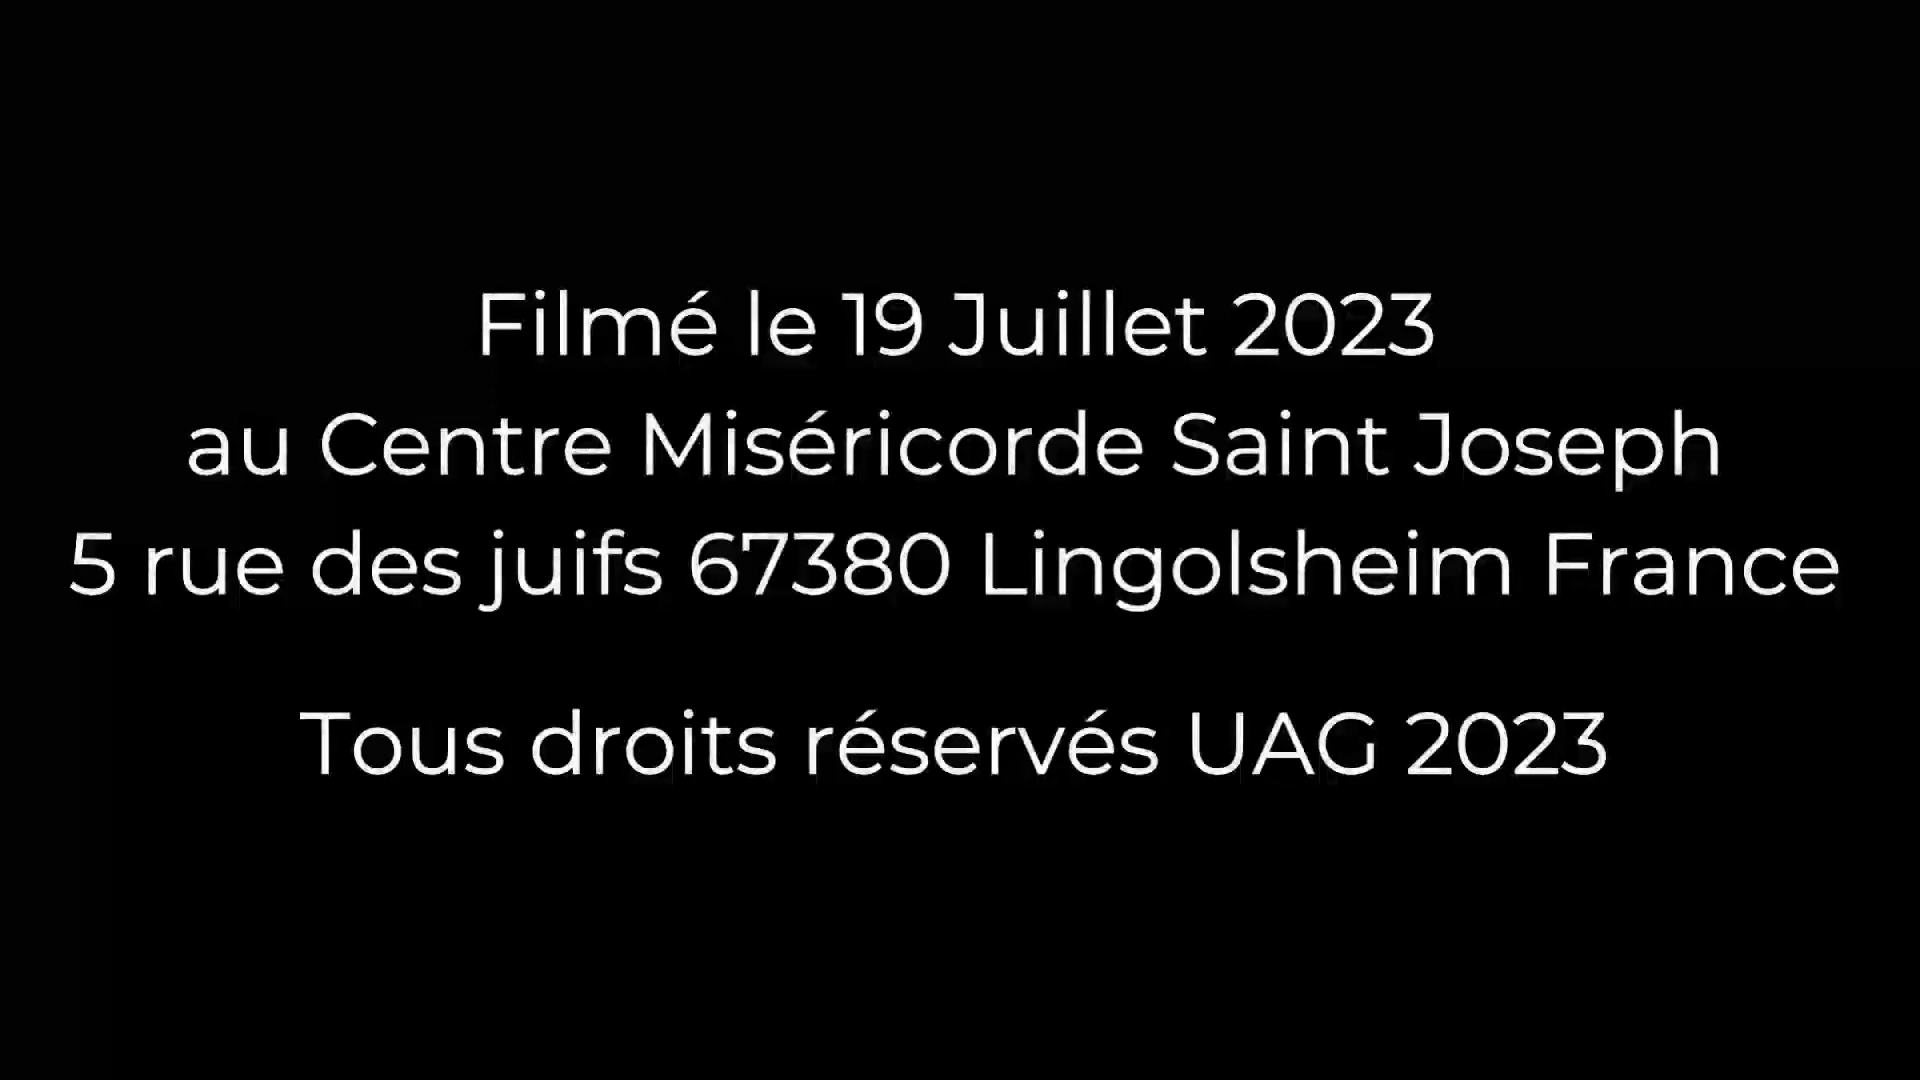 Filmé le 19 Juillet 2023
au Centre Miséricorde Saint Joseph
5 rue des juifs 67380 Lingolsheim France
Tous droits réservés UAG 2023